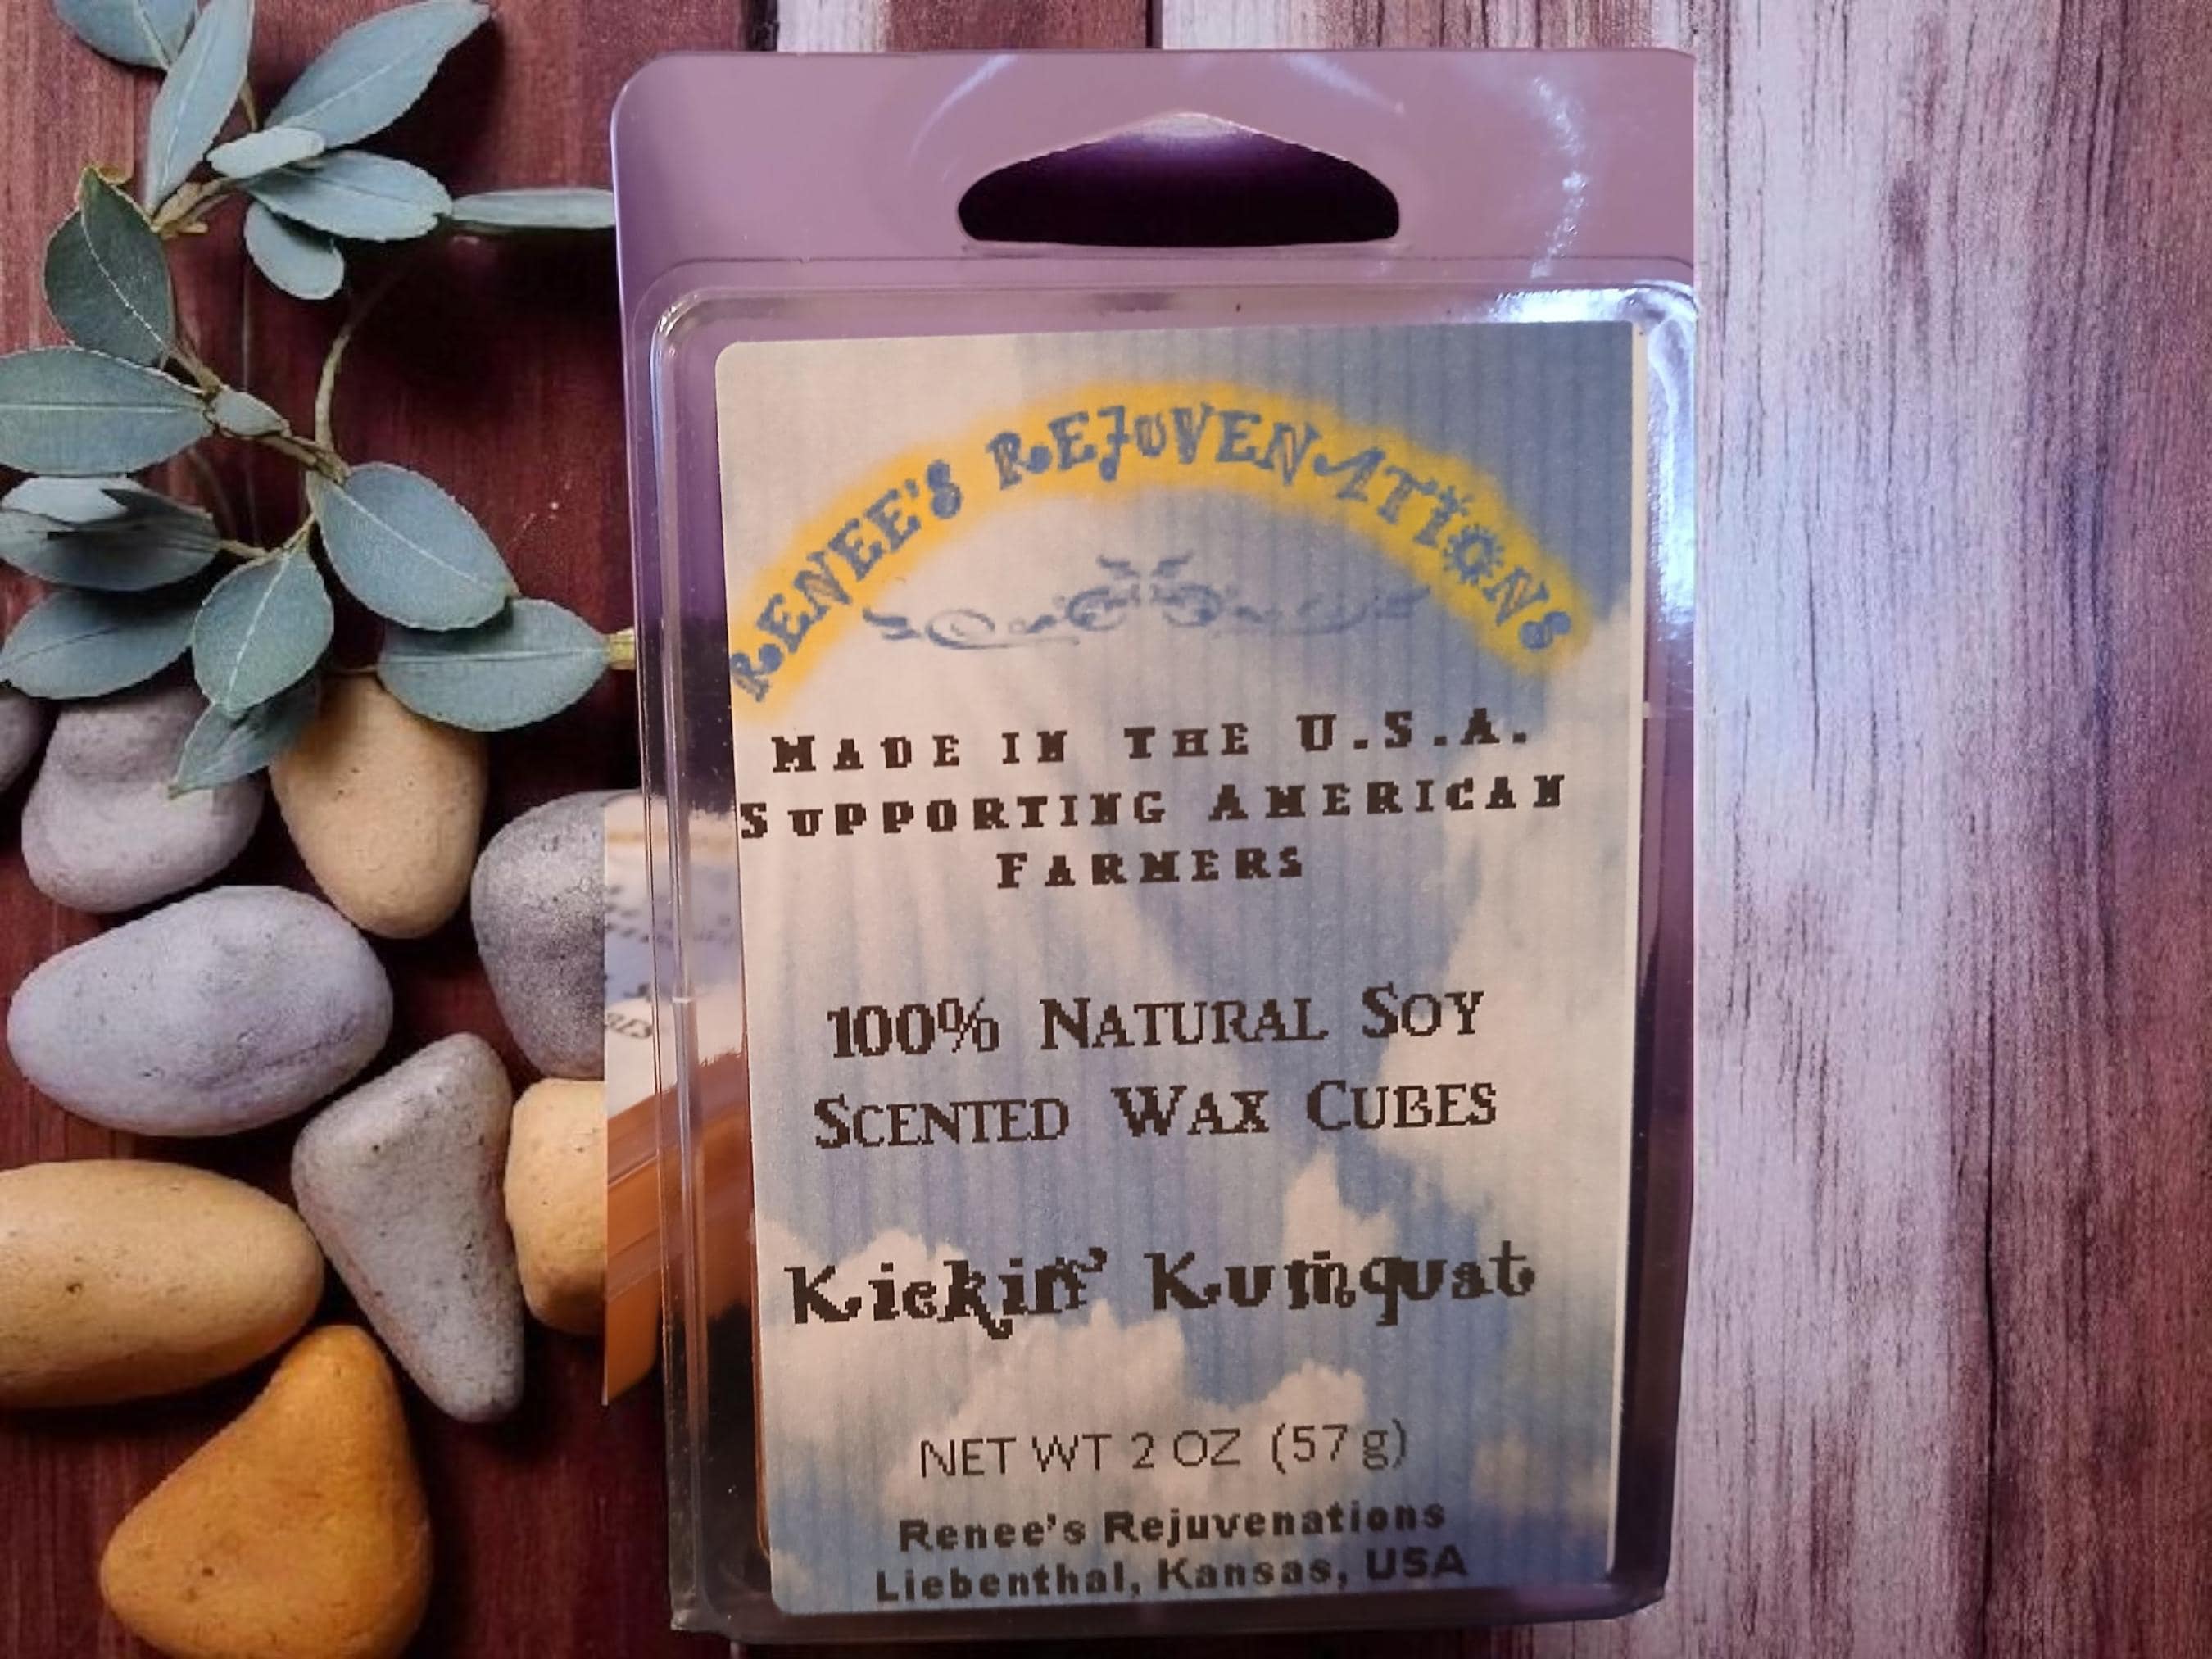 RENEE'S REJUVENATIONS
MADE IN THE U.S.A.
SUPPORTING AMERICAN
FARMERS
100% NATURAL SOY
SCENTED WAX CUBES
Kickin' Kumquat
NET WT 2 OZ (57 g)
Renee's Rejuvenations
Liebenthal, Kansas, USA